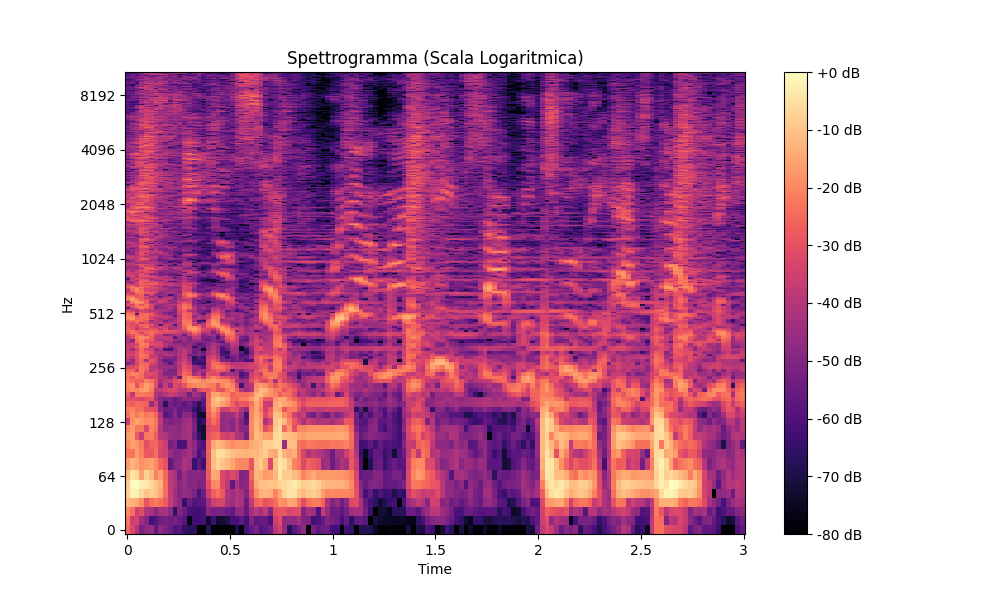 Spettrogramma (Scala Logaritmica)
Hz
8192
4096
2048
1024
512
256
128
64
0
0
0.5
1
1.5
2
2.5
3
Time
+0 dB
-10 dB
-20 dB
-30 dB
-40 dB
-50 dB
-60 dB
-70 dB
-80 dB